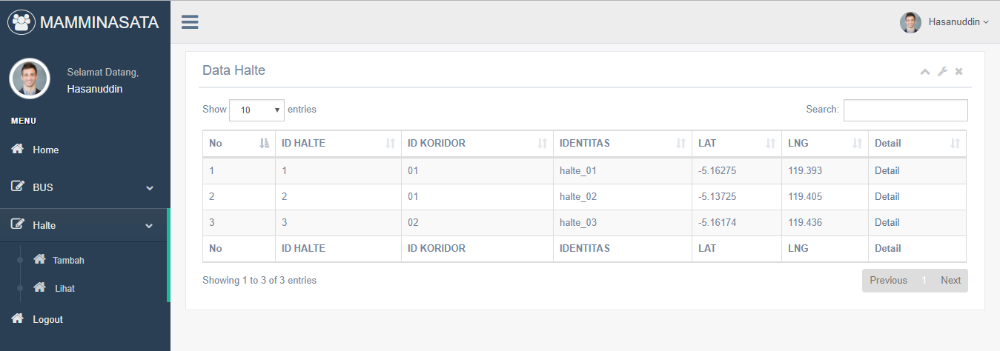 MAMMINASATA
Hasanuddin
Selamat Datang,
Hasanuddin
MENU
Home
BUS
Halte
Tambah
Lihat
Logout
Data Halte
Show 10 entries Search:
No ID HALTE ID KORIDOR IDENTITAS LAT LNG Detail
1 1 01 halte_01 -5.16275 119.393 Detail
2 2 01 halte_02 -5.13725 119.405 Detail
3 3 02 halte_03 -5.16174 119.436 Detail
No ID HALTE ID KORIDOR IDENTITAS LAT LNG Detail
Showing 1 to 3 of 3 entries Previous 1 Next